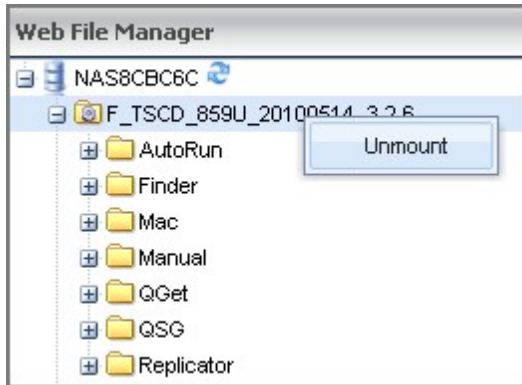 Web File Manager
NAS8CBC6C
F_TSCD_859U_20100514_3.2.6
Unmount
AutoRun
Finder
Mac
Manual
QGet
QSG
Replicator